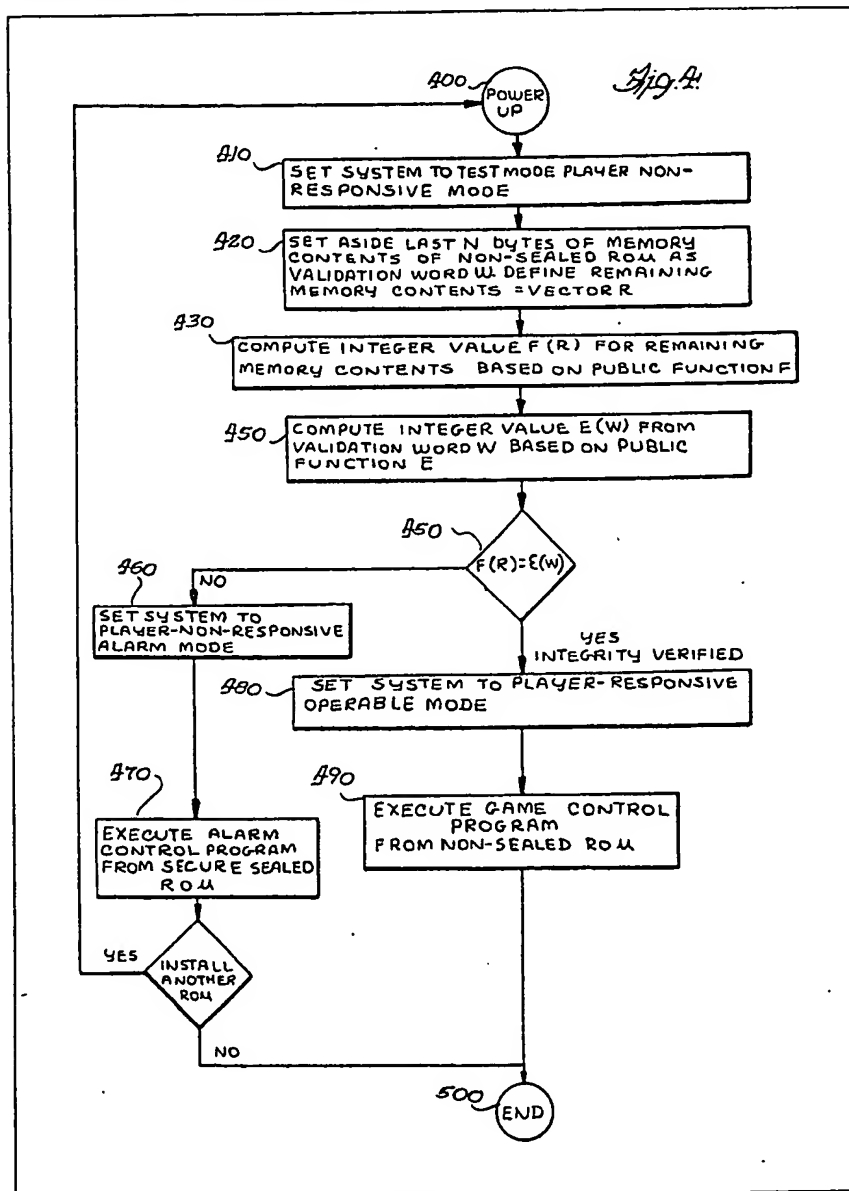 Fig. 4.
400
POWER
UP
410
SET SYSTEM TO TEST MODE PLAYER NON-
RESPONSIVE MODE
420
SET ASIDE LAST N BYTES OF MEMORY
CONTENTS OF NON-SEALED ROM AS
VALIDATION WORD W. DEFINE REMAINING
MEMORY CONTENTS =VECTOR R
430
COMPUTE INTEGER VALUE F(R) FOR REMAINING
MEMORY CONTENTS BASED ON PUBLIC FUNCTION F
450
COMPUTE INTEGER VALUE E(W) FROM
VALIDATION WORD W BASED ON PUBLIC
FUNCTION E
450
F(R)=E(W)
NO
460
SET SYSTEM TO
PLAYER-NON-RESPONSIVE
ALARM MODE
YES
INTEGRITY VERIFIED
480
SET SYSTEM TO PLAYER-RESPONSIVE
OPERABLE MODE
470
EXECUTE ALARM
CONTROL PROGRAM
FROM SECURE SEALED
ROM
490
EXECUTE GAME CONTROL
PROGRAM
FROM NON-SEALED ROM
YES
INSTALL
ANOTHER
ROM
NO
500
END